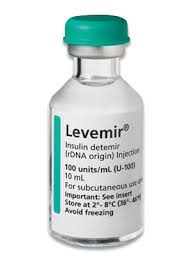 Levemir®
Insulin detemir
(rDNA origin) Injection
100 units/mL (U-100)
10 mL
For subcutaneous use
Important: See insert
Store at 2°- 8°C (36°- 46°
Avoid freezing